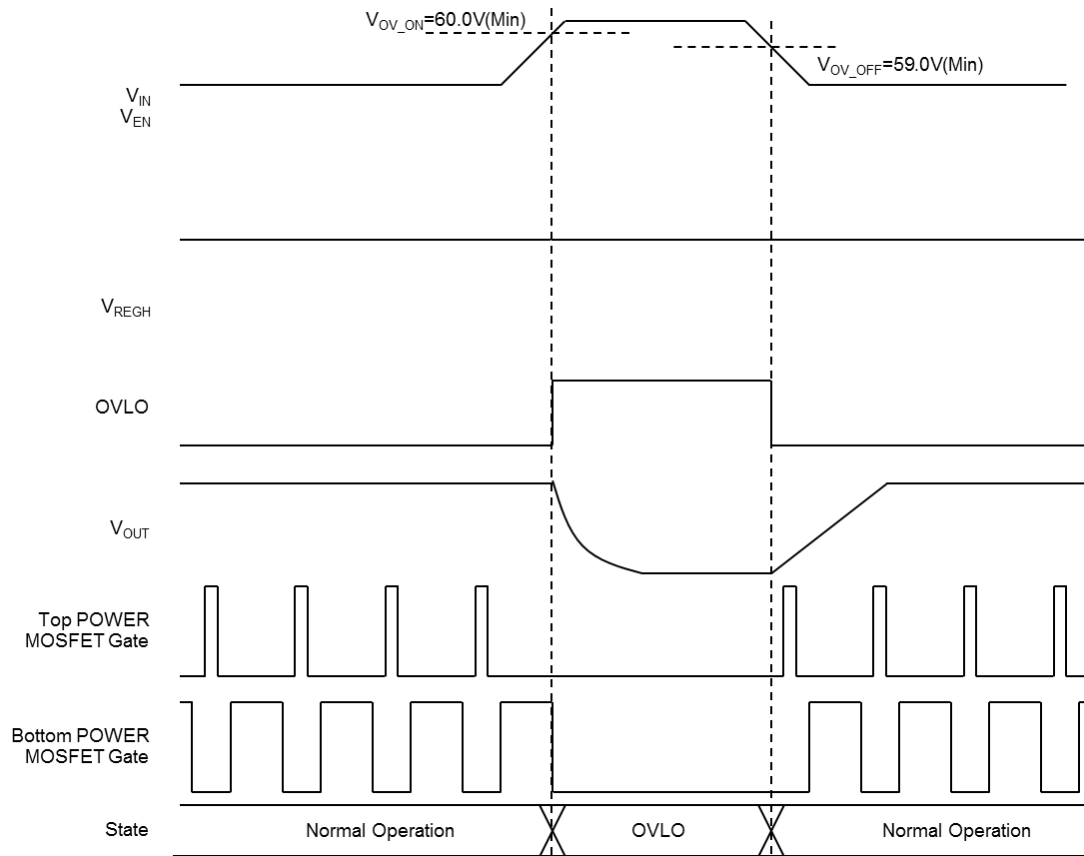 V_OV_ON=60.0V(Min)
V_OV_OFF=59.0V(Min)
V_IN
V_EN
V_REGH
OVLO
V_OUT
Top POWER
MOSFET Gate
Bottom POWER
MOSFET Gate
State
Normal Operation
OVLO
Normal Operation